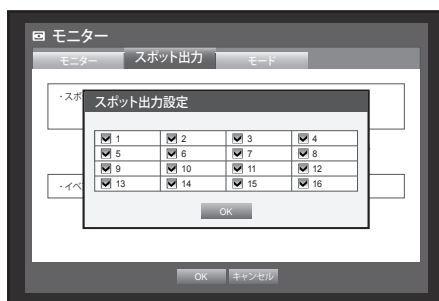 モニター
モニター スポット出力 モード
・スポ
スポット出力設定
1 2 3 4
5 6 7 8
9 10 11 12
13 14 15 16
・イベ
OK
OK キャンセル